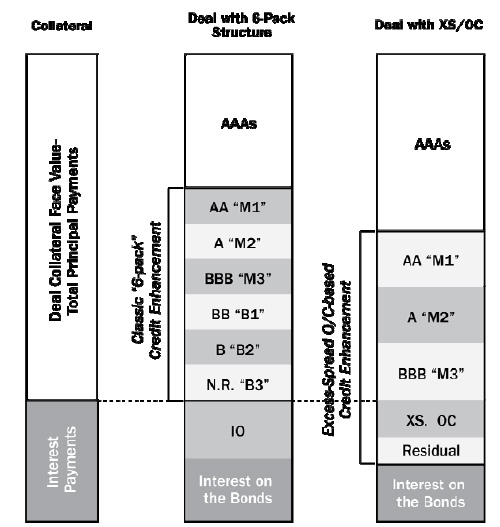 Collateral
Deal with 6-Pack
Structure
Deal with XS/OC
Deal Collateral Face Value-
Total Principal Payments
Interest
Payments
Classic "6-pack"
Credit Enhancement
AAAs
AA "M1"
A "M2"
BBB "M3"
BB "B1"
B "B2"
N.R. "B3"
IO
Interest on
the Bonds
Excess-Spread O/C-based
Credit Enhancement
AAAs
AA "M1"
A "M2"
BBB "M3"
XS. OC
Residual
Interest on
the Bonds